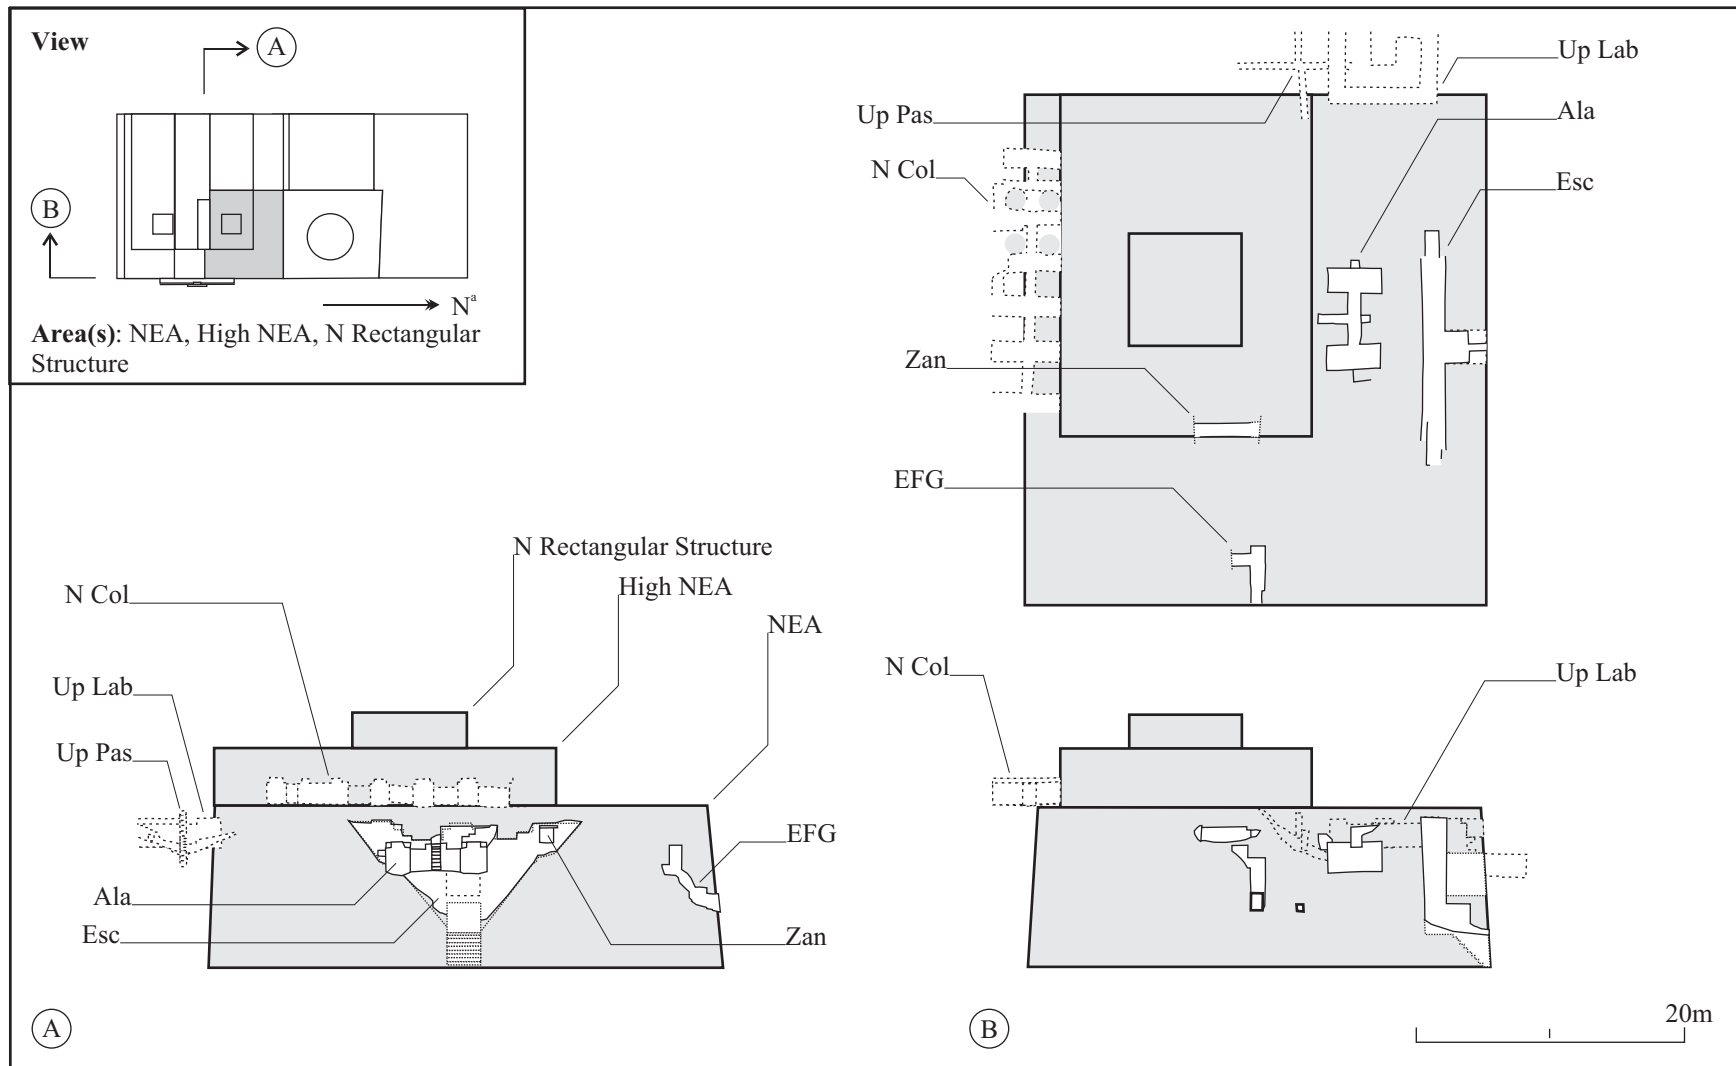 View
A
B
Nª
Area(s): NEA, High NEA, N Rectangular
Structure
Up Lab
Up Pas
Ala
N Col
Esc
Zan
EFG
N Rectangular Structure
High NEA
N Col
NEA
Up Lab
Up Pas
EFG
Ala
Esc
Zan
A
N Col
Up Lab
B
20m